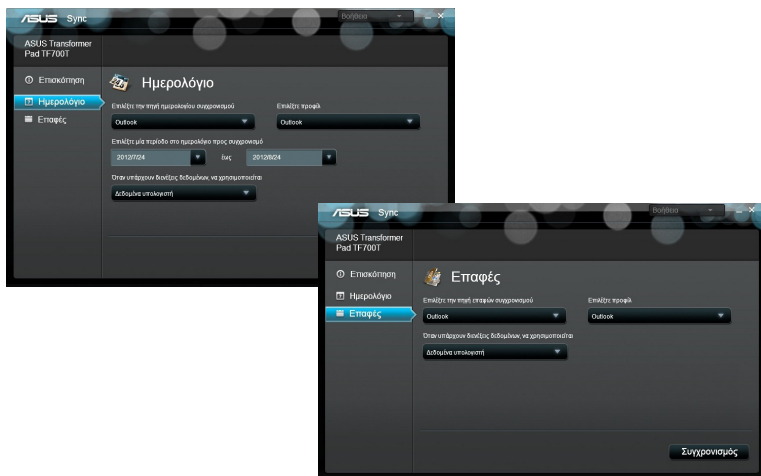 ASUS Sync
Βοήθεια
ASUS Transformer
Pad TF700T
Επισκόπηση
Ημερολόγιο
Επαφές
Ημερολόγιο
Επιλέξτε την πηγή ημερολογίου συγχρονισμού
Επιλέξτε προφίλ
Outlook
Outlook
Επιλέξτε μία περίοδο στο ημερολόγιο προς συγχρονισμό
2012/7/24 έως 2012/8/24
Όταν υπάρχουν διενέξεις δεδομένων, να χρησιμοποιείται
Δεδομένα υπολογιστή
ASUS Sync
Βοήθεια
ASUS Transformer
Pad TF700T
Επισκόπηση
Ημερολόγιο
Επαφές
Επαφές
Επιλέξτε την πηγή επαφών συγχρονισμού
Επιλέξτε προφίλ
Outlook
Outlook
Όταν υπάρχουν διενέξεις δεδομένων, να χρησιμοποιείται
Δεδομένα υπολογιστή
Συγχρονισμός